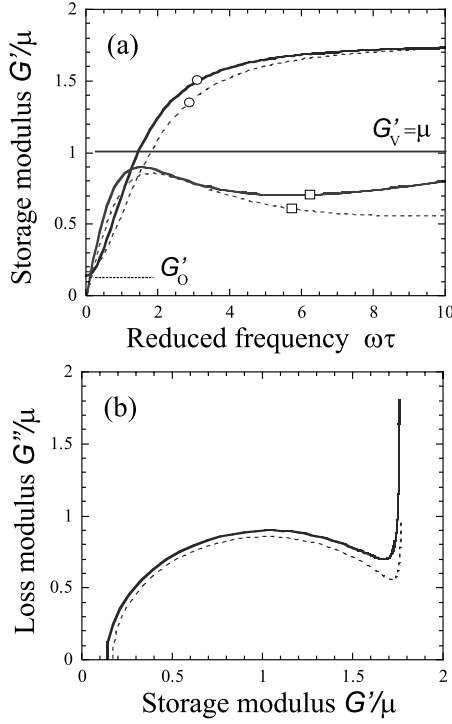 2
(a)
1.5
G′V=μ
1
0.5
G′O
0
0 2 4 6 8 10
Storage modulus G′/μ
Reduced frequency ωτ
2
(b)
1.5
1
0.5
0
0 0.5 1 1.5 2
Loss modulus G″/μ
Storage modulus G′/μ